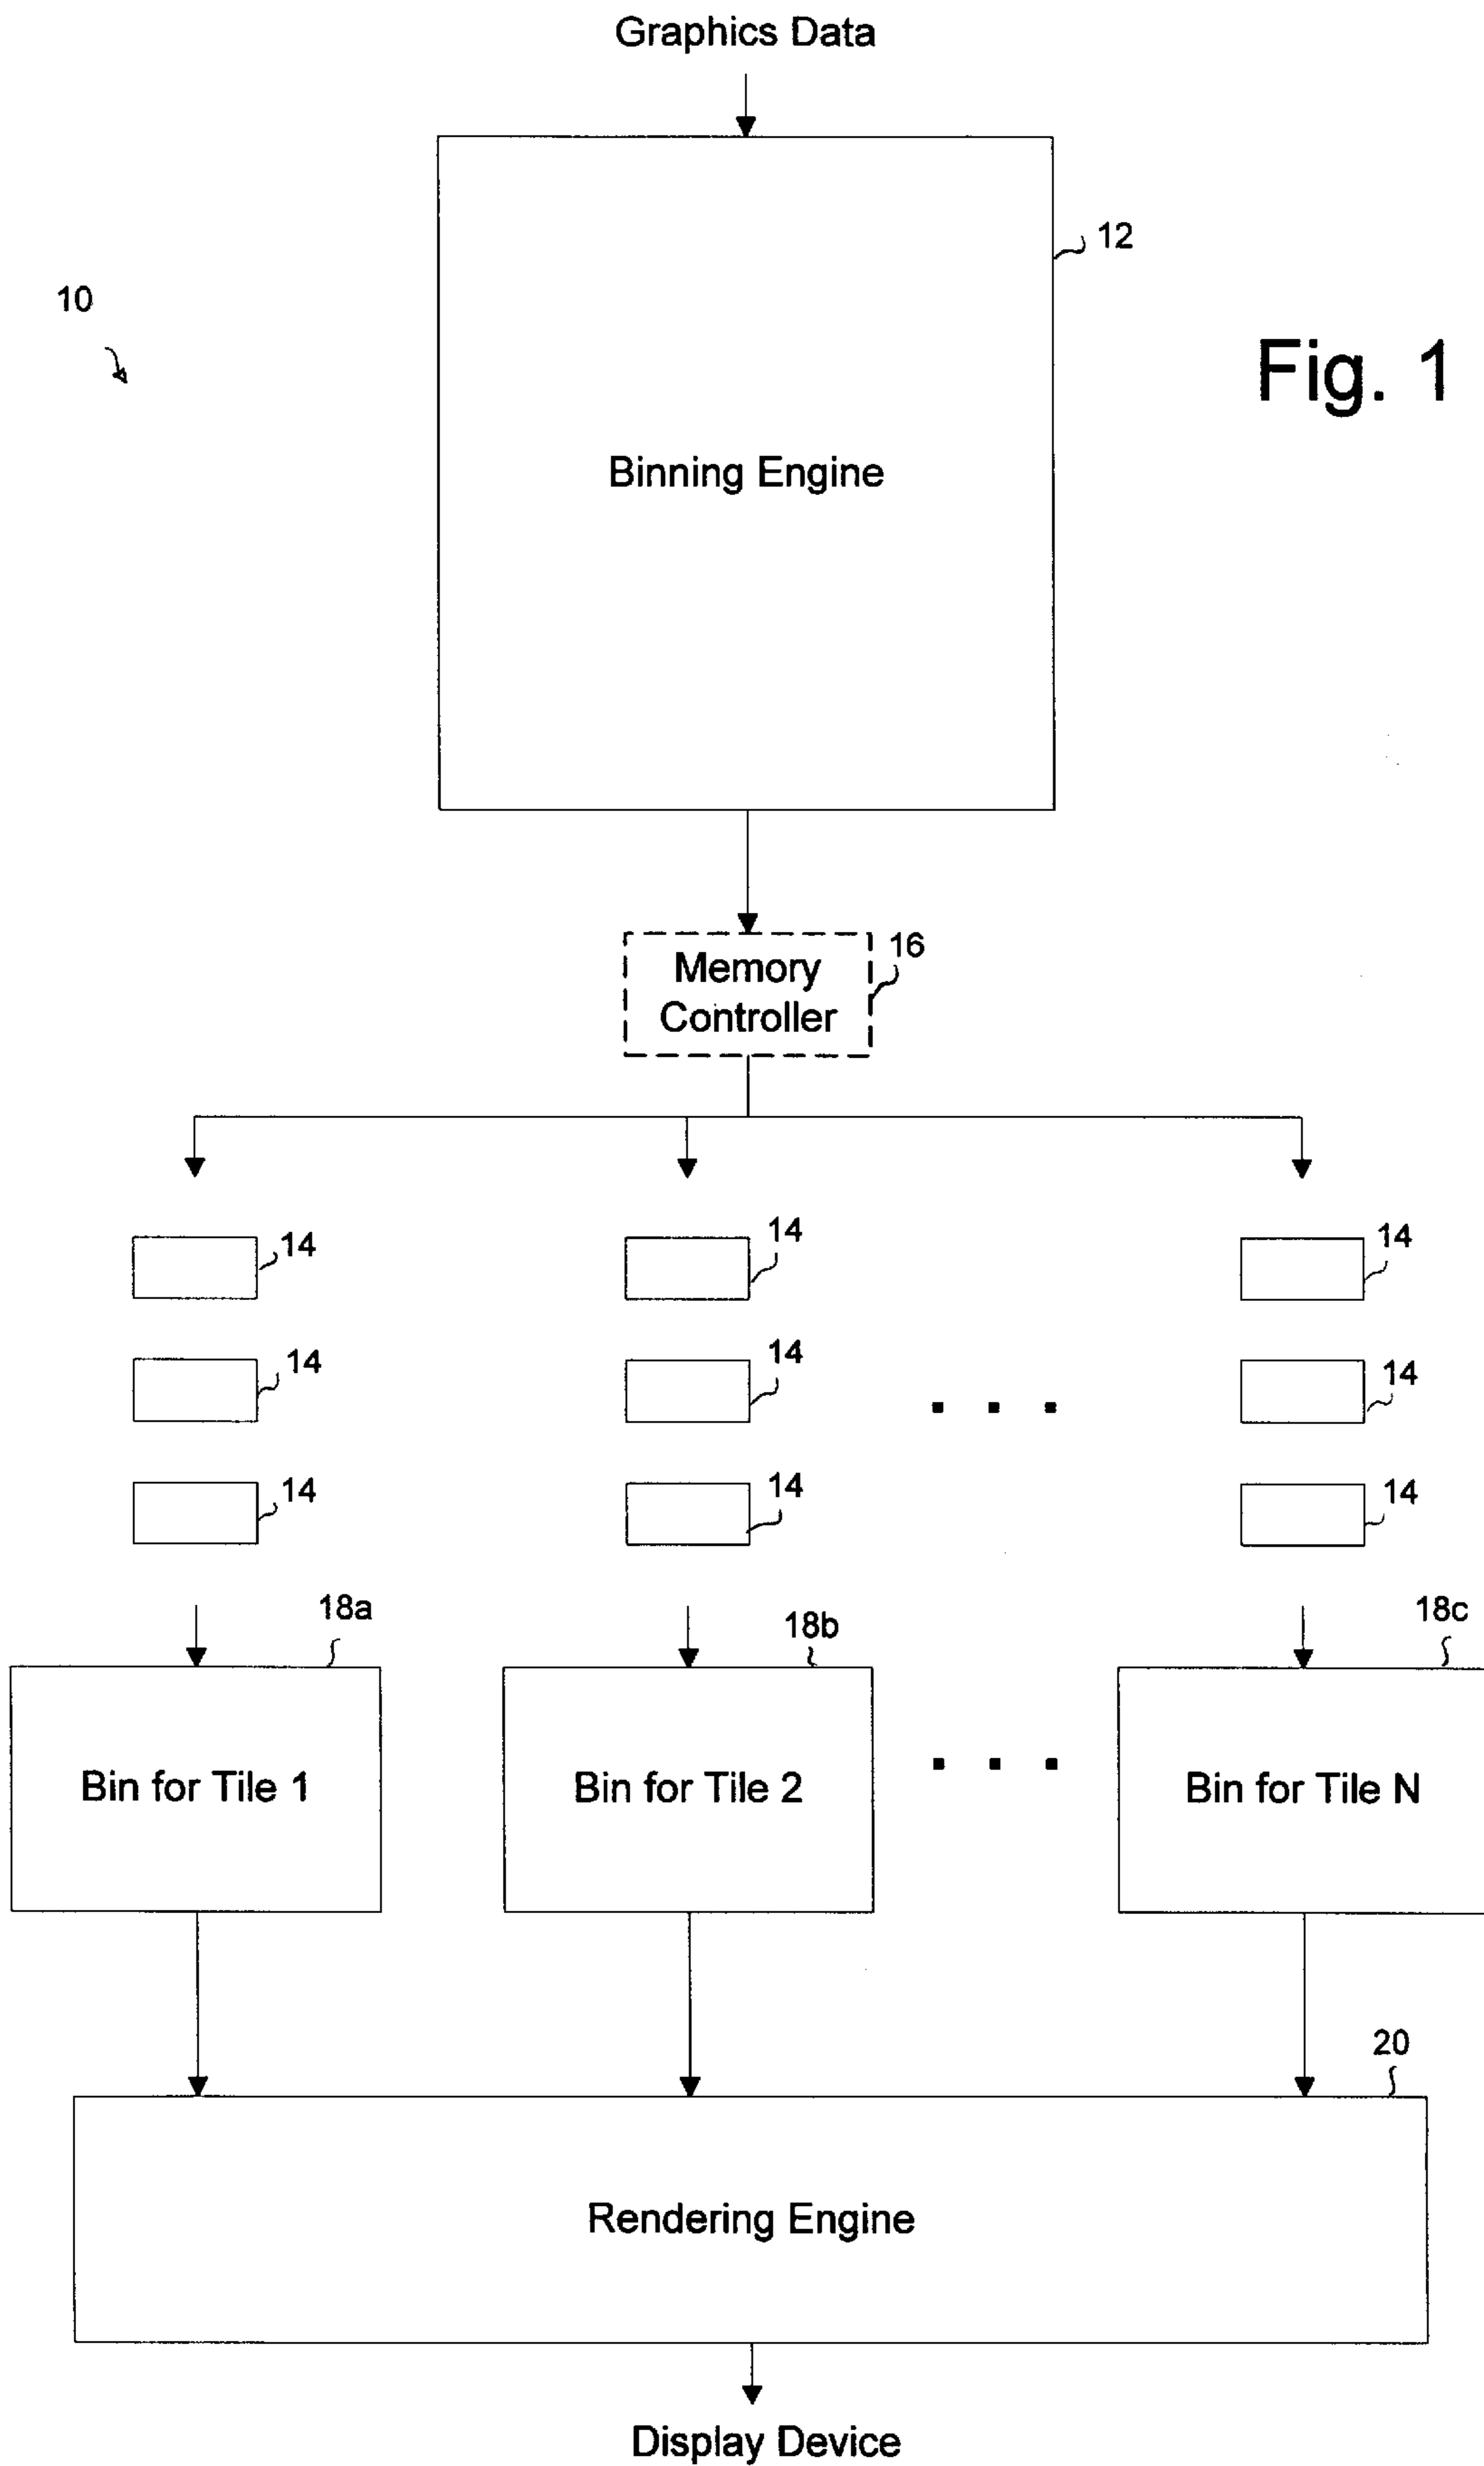 Graphics Data
12
10
Fig. 1
Binning Engine
16
Memory
Controller
14
14
14
14
14
14
14
14
14
18a
18b
18c
Bin for Tile 1
Bin for Tile 2
Bin for Tile N
20
Rendering Engine
Display Device